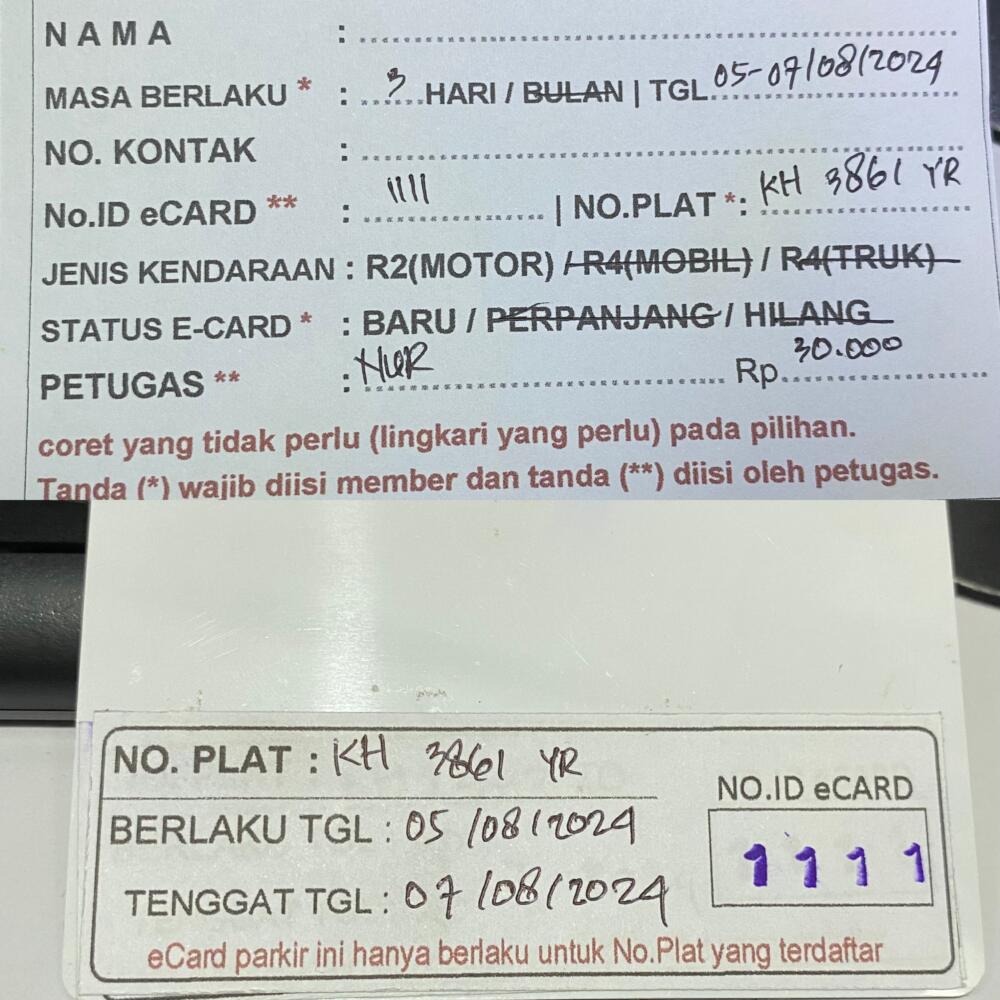 NAMA :
MASA BERLAKU * : 3 HARI / BULAN | TGL. 05-07/08/2024
NO. KONTAK :
No.ID eCARD ** : 1111 | NO.PLAT *: KH 3861 YR
JENIS KENDARAAN : R2(MOTOR) / R4(MOBIL) / R4(TRUK)
STATUS E-CARD * : BARU / PERPANJANG / HILANG
PETUGAS ** : NUR Rp. 30.000
coret yang tidak perlu (lingkari yang perlu) pada pilihan.
Tanda (*) wajib diisi member dan tanda (**) diisi oleh petugas.
NO. PLAT : KH 3861 YR
BERLAKU TGL : 05/08/2024
TENGGAT TGL : 07/08/2024
NO.ID eCARD
1111
eCard parkir ini hanya berlaku untuk No.Plat yang terdaftar